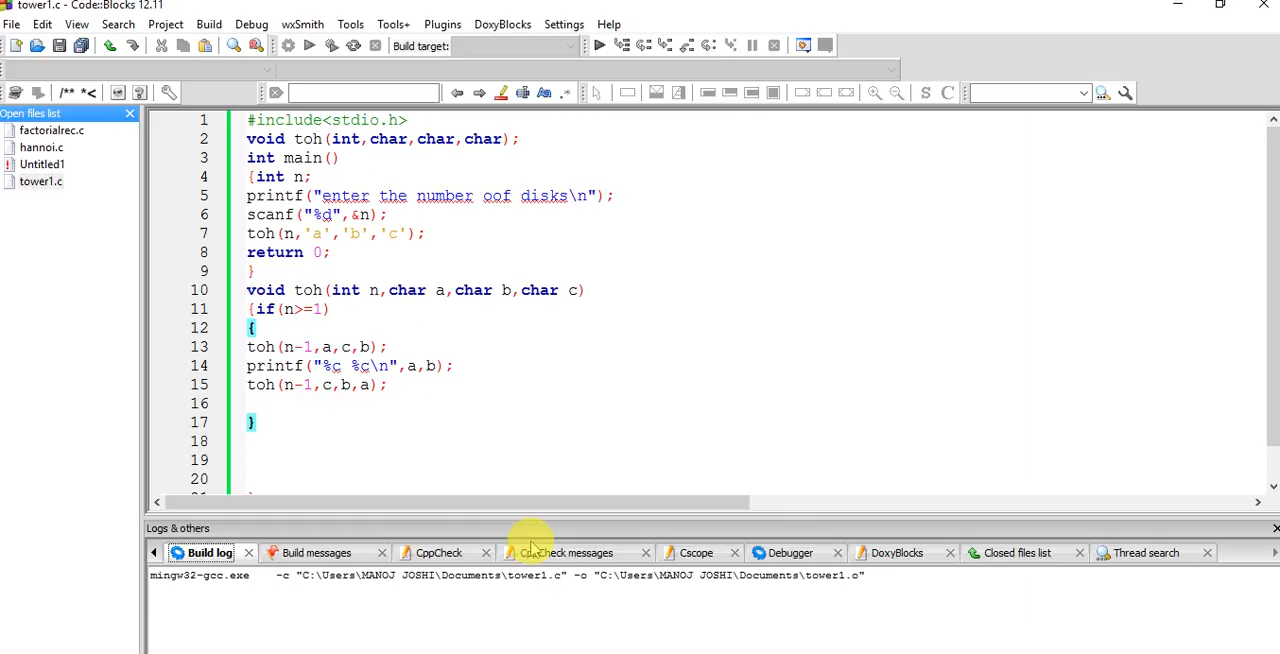 tower1.c - Code::Blocks 12.11
File Edit View Search Project Build Debug wxSmith Tools Tools+ Plugins DoxyBlocks Settings Help
Build target:
/** *<
S C
Open files list
factorialrec.c
hannoi.c
Untitled1
tower1.c
1 #include<stdio.h>
2 void toh(int,char,char,char);
3 int main()
4 {int n;
5 printf("enter the number oof disks\n");
6 scanf("%d",&n);
7 toh(n,'a','b','c');
8 return 0;
9 }
10 void toh(int n,char a,char b,char c)
11 {if(n>=1)
12 {
13 toh(n-1,a,c,b);
14 printf("%c %c\n",a,b);
15 toh(n-1,c,b,a);
16
17 }
18
19
20
Logs & others
Build log Build messages CppCheck CppCheck messages Cscope Debugger DoxyBlocks Closed files list Thread search
mingw32-gcc.exe -c "C:\Users\MANOJ JOSHI\Documents\tower1.c" -o "C:\Users\MANOJ JOSHI\Documents\tower1.o"